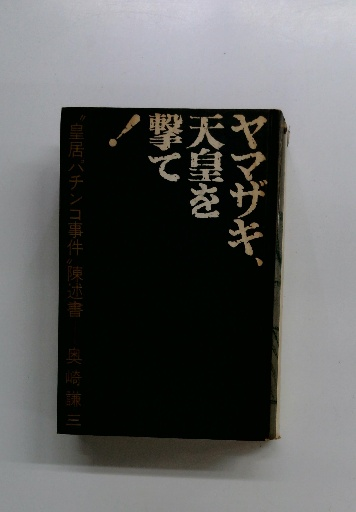 ヤマザキ、
天皇を
撃て
！
“皇居パチンコ事件”陳述書
奥崎謙三